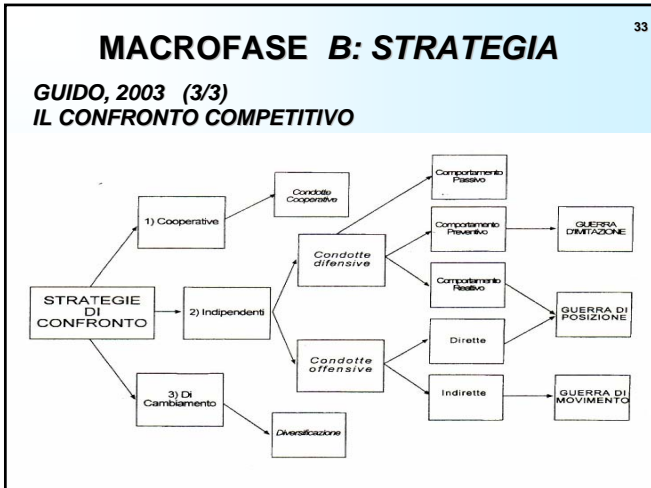 33
MACROFASE B: STRATEGIA
GUIDO, 2003 (3/3)
IL CONFRONTO COMPETITIVO
STRATEGIE
DI
CONFRONTO
1) Cooperative
Condotte
Cooperative
2) Indipendenti
Condotte
difensive
Comportamento
Passivo
Comportamento
Preventivo
GUERRA
D'IMITAZIONE
Comportamento
Reattivo
GUERRA DI
POSIZIONE
Condotte
offensive
Dirette
Indirette
GUERRA DI
MOVIMENTO
3) Di
Cambiamento
Diversificazione